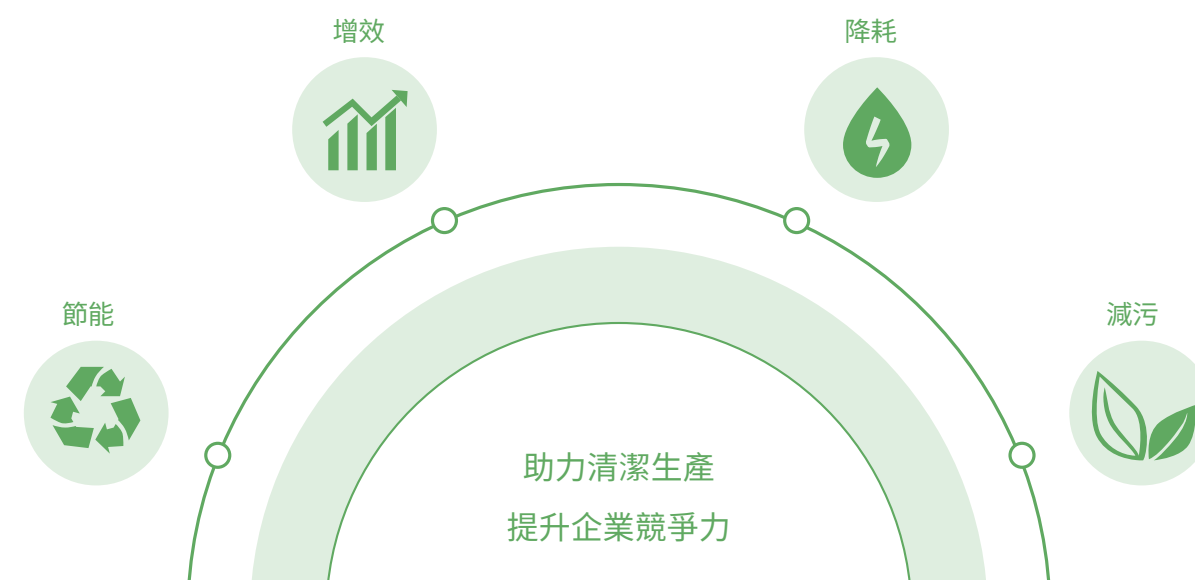 增效
降耗
節能
減污
助力清潔生產
提升企業競爭力